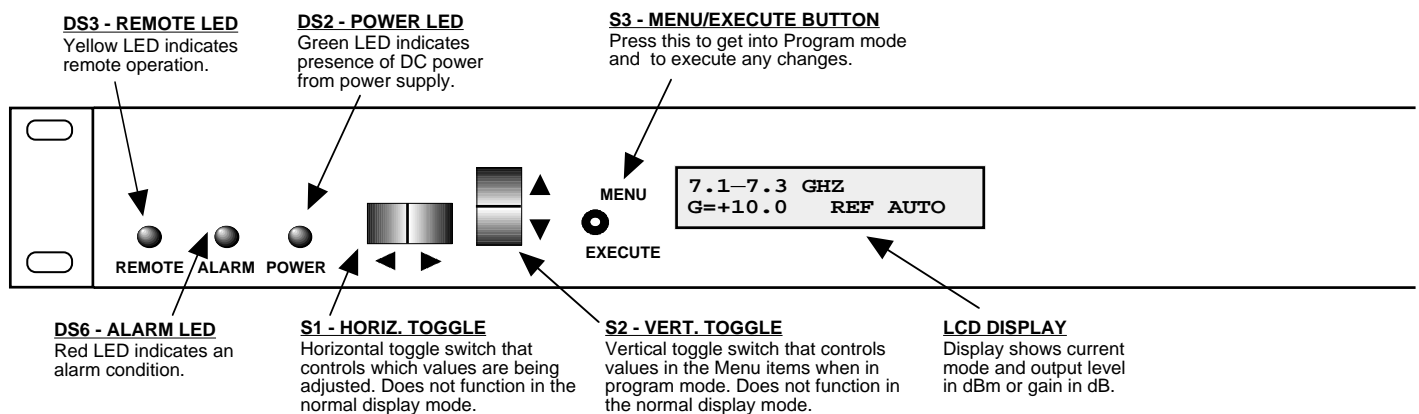 DS3 - REMOTE LED
Yellow LED indicates
remote operation.
DS2 - POWER LED
Green LED indicates
presence of DC power
from power supply.
S3 - MENU/EXECUTE BUTTON
Press this to get into Program mode
and to execute any changes.
REMOTE
ALARM
POWER
MENU
EXECUTE
7.1–7.3 GHZ
G=+10.0 REF AUTO
DS6 - ALARM LED
Red LED indicates an
alarm condition.
S1 - HORIZ. TOGGLE
Horizontal toggle switch that
controls which values are being
adjusted. Does not function in the
normal display mode.
S2 - VERT. TOGGLE
Vertical toggle switch that controls
values in the Menu items when in
program mode. Does not function in
the normal display mode.
LCD DISPLAY
Display shows current
mode and output level
in dBm or gain in dB.